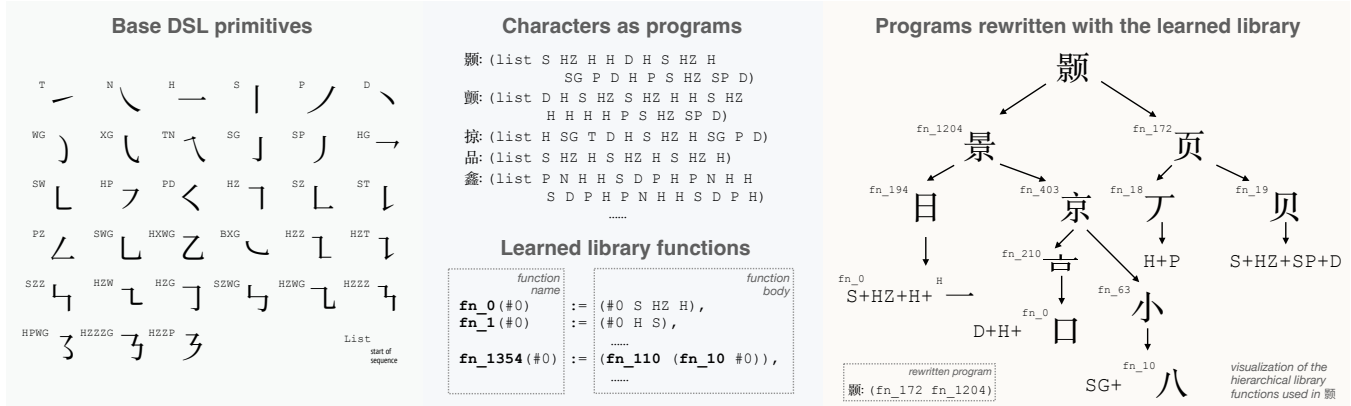 Base DSL primitives
T N H S P D
WG XG TN SG SP HG
SW HP PD HZ SZ ST
PZ SWG HXWG BXG HZZ HZT
SZZ HZW HZG SZWG HZWG HZZZ
HPWG HZZZG HZZP List
start of
sequence
Characters as programs
颢: (list S HZ H H D H S HZ H
SG P D H P S HZ SP D)
颤: (list D H S HZ S HZ H H S HZ
H H H H P S HZ SP D)
掠: (list H SG T D H S HZ H SG P D)
品: (list S HZ H S HZ H S HZ H)
鑫: (list P N H H S D P H P N H H
S D P H P N H H S D P H)
......
Learned library functions
function
name
function
body
fn_0(#0) := (#0 S HZ H),
fn_1(#0) := (#0 H S),
......
fn_1354(#0) := (fn_110 (fn_10 #0)),
......
Programs rewritten with the learned library
颢
fn_1204 景 fn_172 页
fn_194 日 fn_403 京 fn_18 丆 fn_19 贝
fn_210 H+P S+HZ+SP+D
fn_0 S+HZ+H+ H 一
fn_63 小
D+H+ fn_0 口
SG+ fn_10 八
rewritten program
颢: (fn_172 fn_1204)
visualization of the
hierarchical library
functions used in 颢